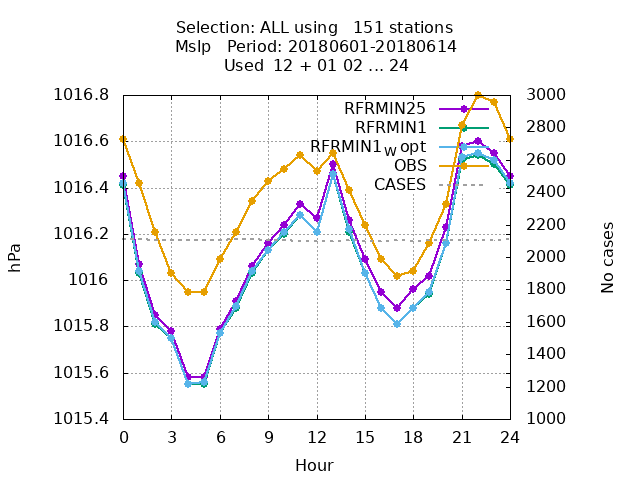 Selection: ALL using 151 stations
Mslp Period: 20180601-20180614
Used 12 + 01 02 ... 24
RFRMIN25
RFRMIN1
RFRMIN1w opt
OBS
CASES
hPa
1016.8
1016.6
1016.4
1016.2
1016
1015.8
1015.6
1015.4
3000
2800
2600
2400
2200
2000
1800
1600
1400
1200
1000
No cases
0 3 6 9 12 15 18 21 24
Hour